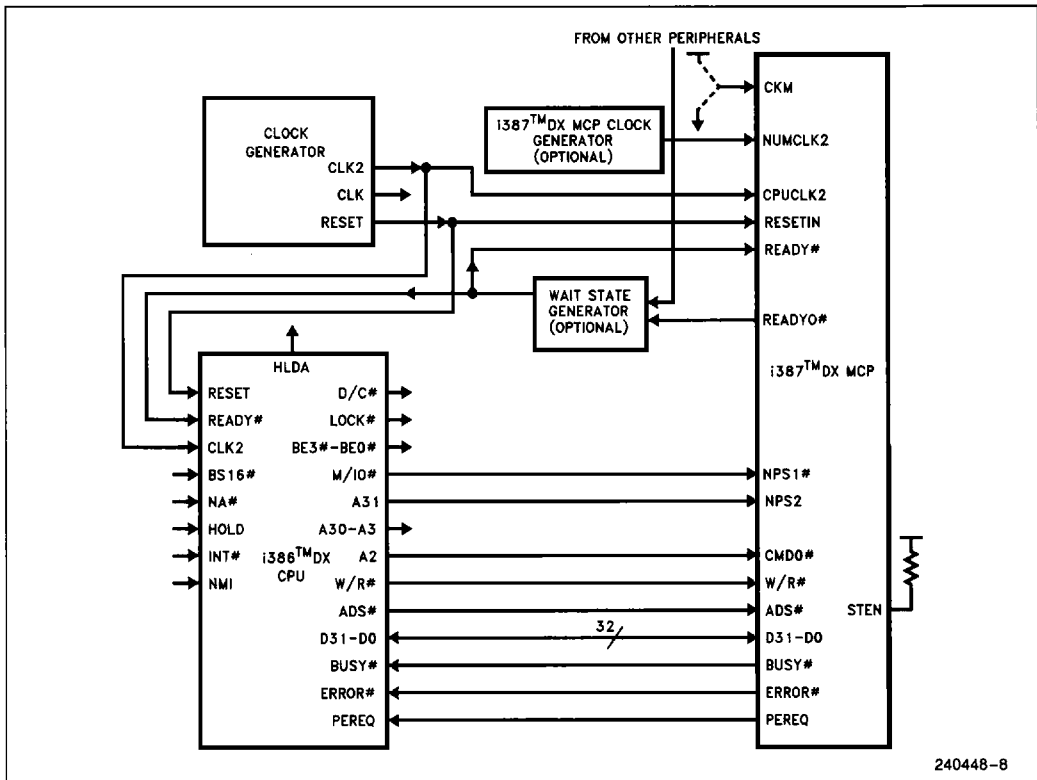 FROM OTHER PERIPHERALS
CKM
CLOCK
GENERATOR
CLK2
CLK
RESET
i387™DX MCP CLOCK
GENERATOR
(OPTIONAL)
NUMCLK2
CPUCLK2
RESETIN
READY#
WAIT STATE
GENERATOR
(OPTIONAL)
READYO#
i387™DX MCP
HLDA
RESET
READY#
CLK2
BS16#
NA#
HOLD
INT#
NMI
i386™DX
CPU
D/C#
LOCK#
BE3#-BE0#
M/IO#
A31
A30-A3
A2
W/R#
ADS#
D31-D0
BUSY#
ERROR#
PEREQ
32
NPS1#
NPS2
CMD0#
W/R#
ADS#
STEN
D31-D0
BUSY#
ERROR#
PEREQ
240448-8